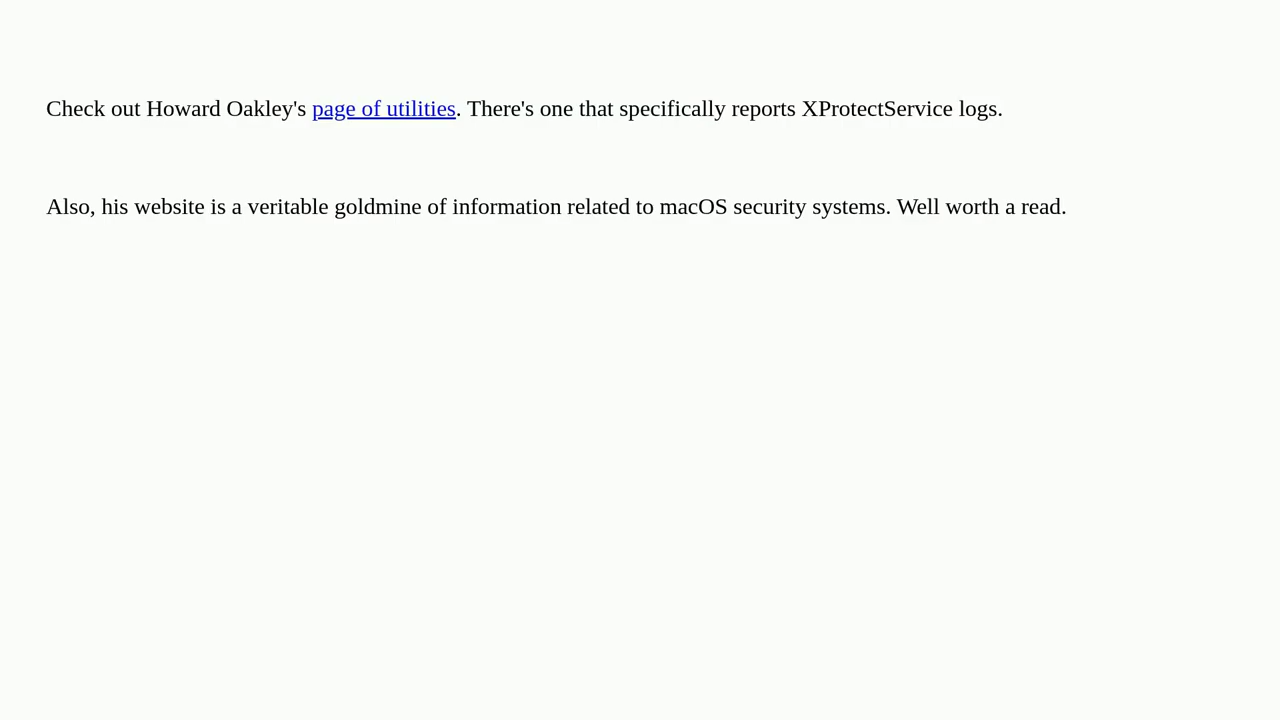 Check out Howard Oakley's page of utilities. There's one that specifically reports XProtectService logs.
Also, his website is a veritable goldmine of information related to macOS security systems. Well worth a read.